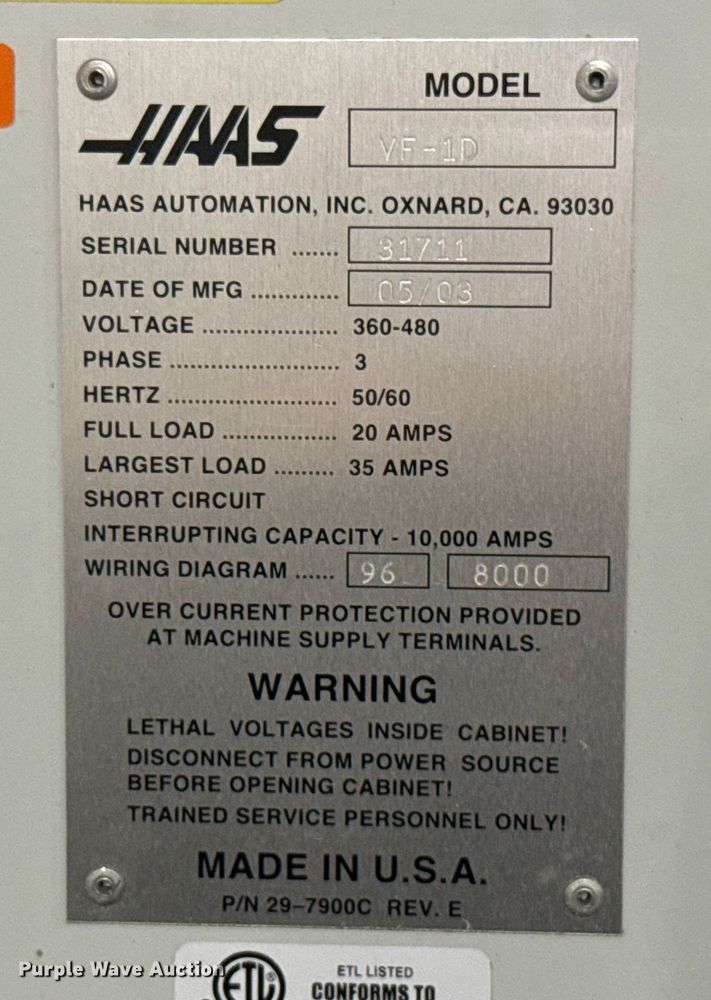 MODEL
HAAS
VF-1D
HAAS AUTOMATION, INC. OXNARD, CA. 93030
SERIAL NUMBER ....... 31711
DATE OF MFG ............. 05/03
VOLTAGE .................... 360-480
PHASE ......................... 3
HERTZ ......................... 50/60
FULL LOAD ................. 20 AMPS
LARGEST LOAD ......... 35 AMPS
SHORT CIRCUIT
INTERRUPTING CAPACITY - 10,000 AMPS
WIRING DIAGRAM ...... 96 8000
OVER CURRENT PROTECTION PROVIDED
AT MACHINE SUPPLY TERMINALS.
WARNING
LETHAL VOLTAGES INSIDE CABINET!
DISCONNECT FROM POWER SOURCE
BEFORE OPENING CABINET!
TRAINED SERVICE PERSONNEL ONLY!
MADE IN U.S.A.
P/N 29-7900C REV. E
Purple Wave Auction
ETL
ETL LISTED
CONFORMS TO